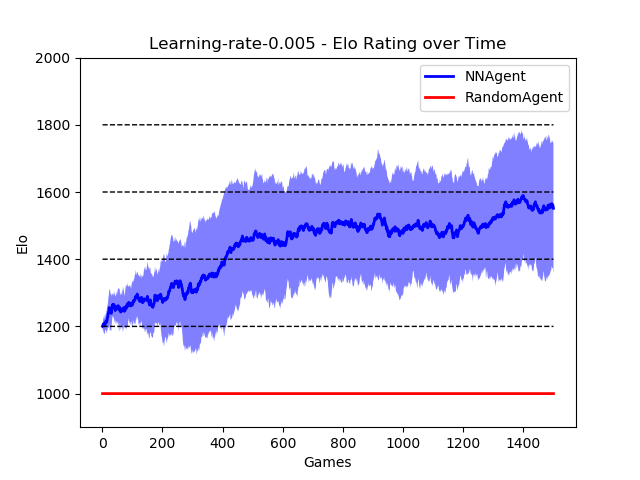 Learning-rate-0.005 - Elo Rating over Time
2000
1800
1600
1400
1200
1000
Elo
NNAgent
RandomAgent
0 200 400 600 800 1000 1200 1400
Games